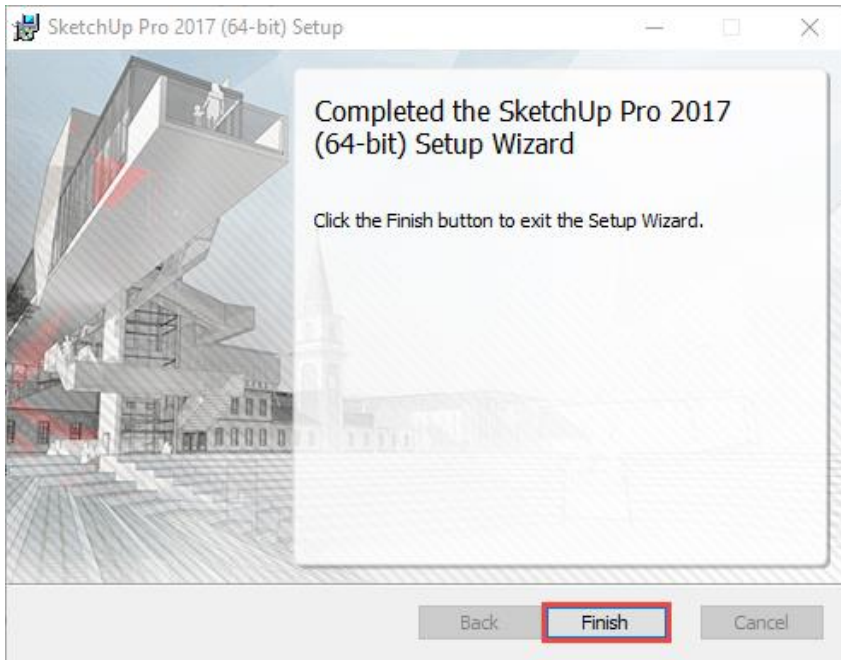 SketchUp Pro 2017 (64-bit) Setup
Completed the SketchUp Pro 2017
(64-bit) Setup Wizard
Click the Finish button to exit the Setup Wizard.
Back Finish Cancel